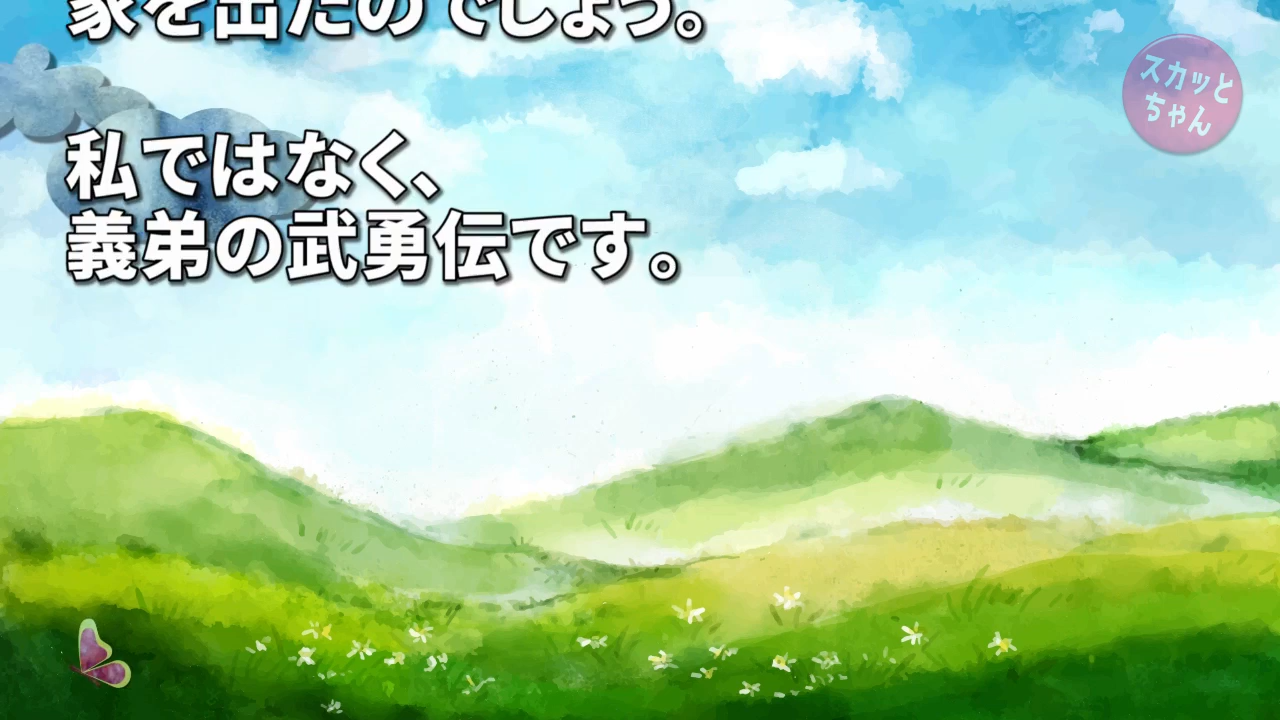 家を出たのでしょう。
私ではなく、
義弟の武勇伝です。
スカッと
ちゃん